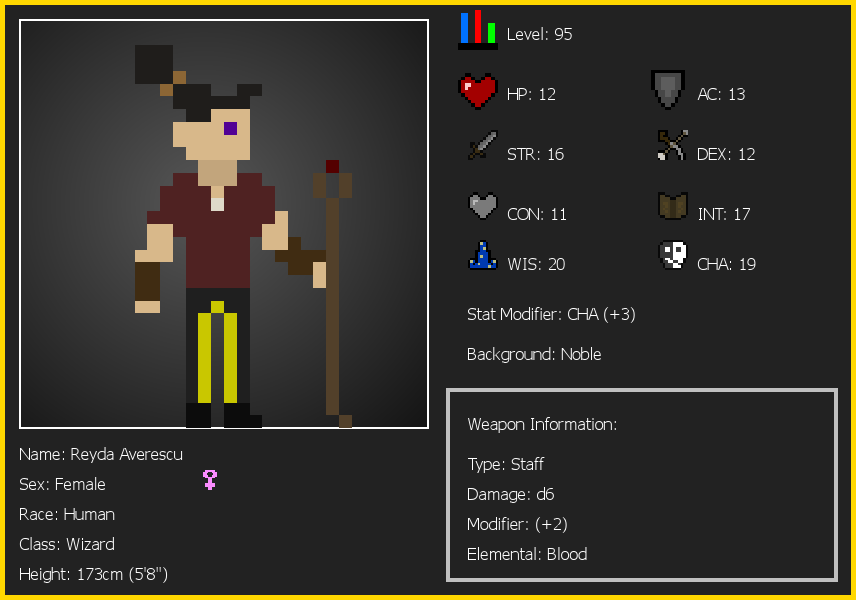 Level: 95
HP: 12
AC: 13
STR: 16
DEX: 12
CON: 11
INT: 17
WIS: 20
CHA: 19
Stat Modifier: CHA (+3)
Background: Noble
Weapon Information:
Type: Staff
Damage: d6
Modifier: (+2)
Elemental: Blood
Name: Reyda Averescu
Sex: Female
Race: Human
Class: Wizard
Height: 173cm (5'8")